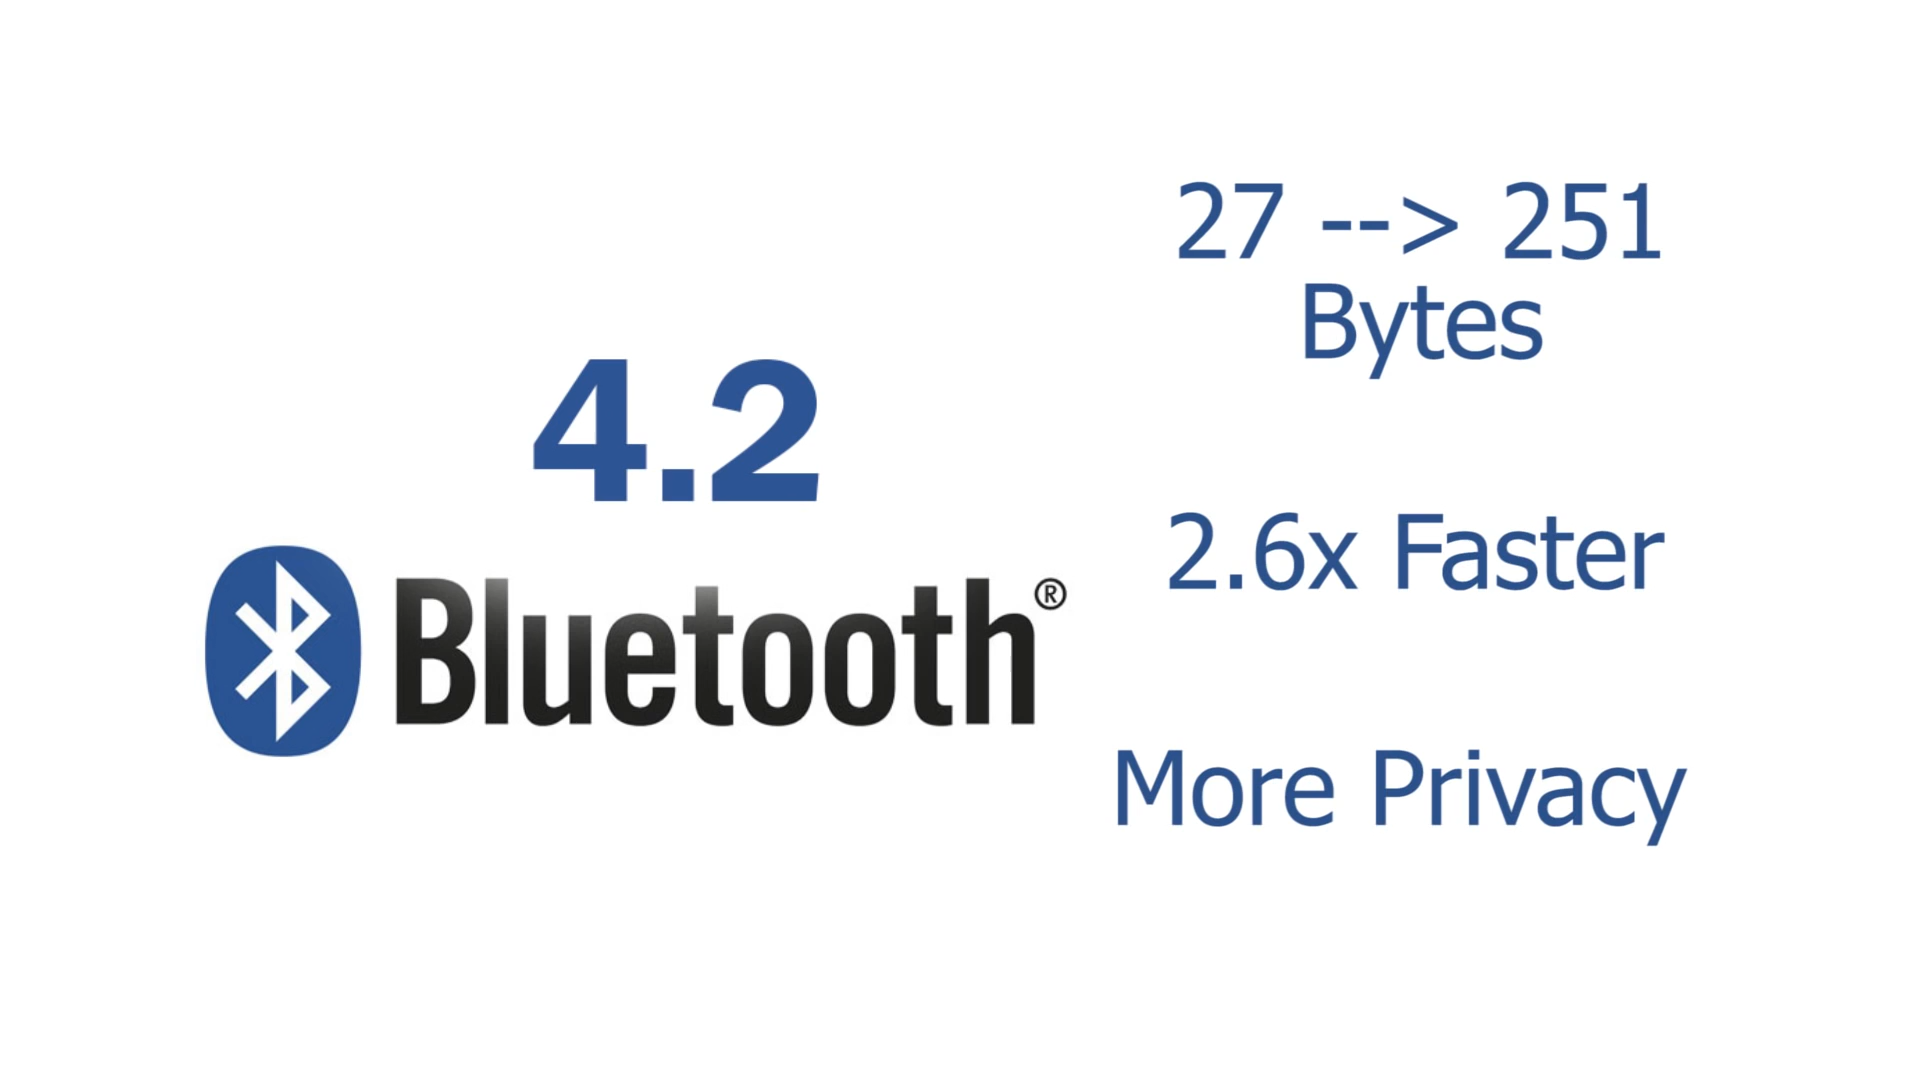 4.2
Bluetooth®
27 --> 251
Bytes
2.6x Faster
More Privacy